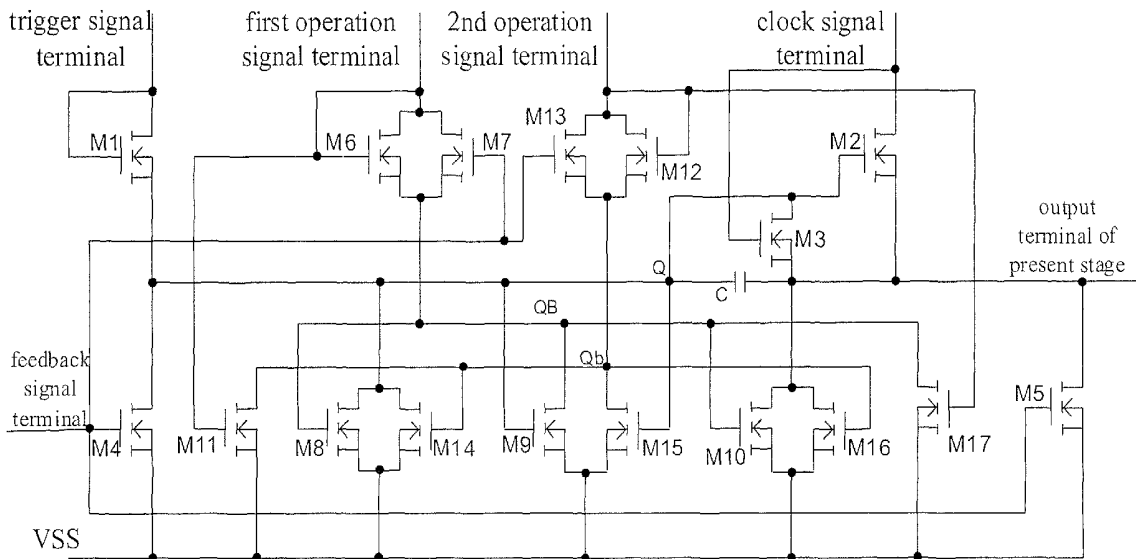 trigger signal
terminal
first operation
signal terminal
2nd operation
signal terminal
clock signal
terminal
M1
M6
M7
M13
M12
M2
M3
output
terminal of
present stage
Q
C
QB
Qb
feedback
signal
terminal
M4
M11
M8
M14
M9
M15
M10
M16
M17
M5
VSS